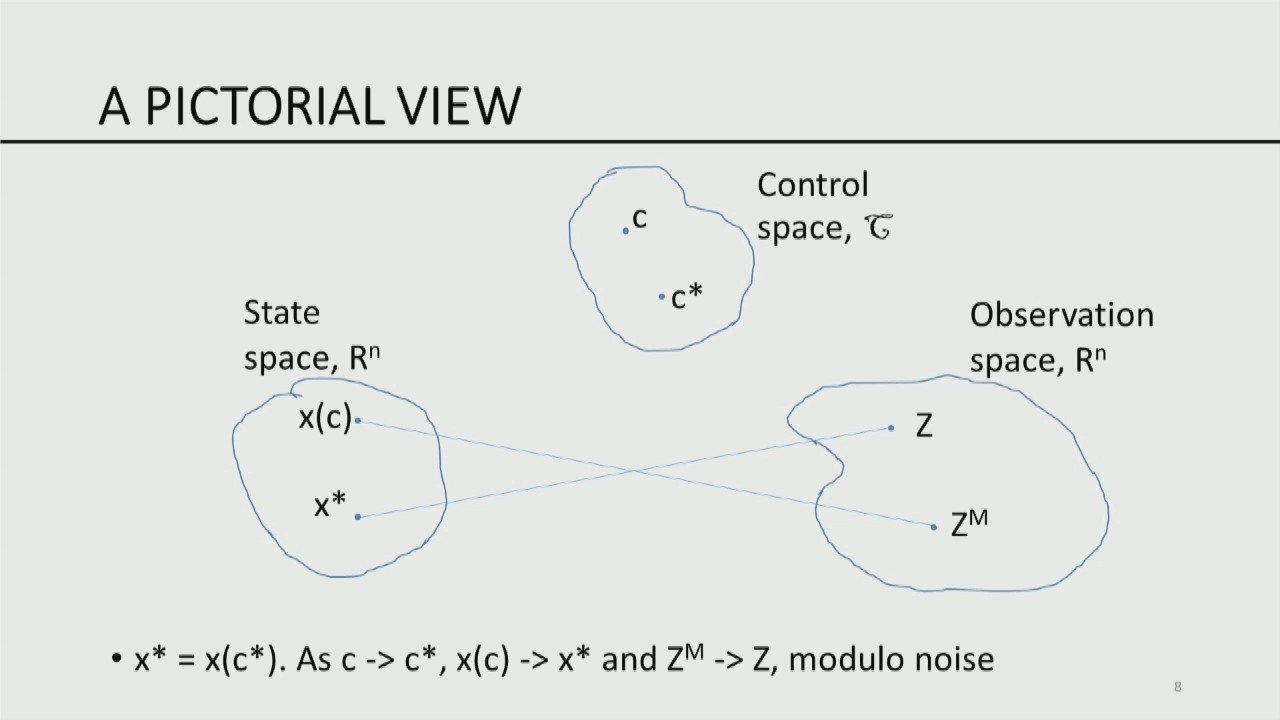 A PICTORIAL VIEW
Control
space, 𝒞
c
c*
State
space, Rⁿ
x(c)
x*
Observation
space, Rⁿ
Z
Zᴹ
• x* = x(c*). As c -> c*, x(c) -> x* and Zᴹ -> Z, modulo noise
8